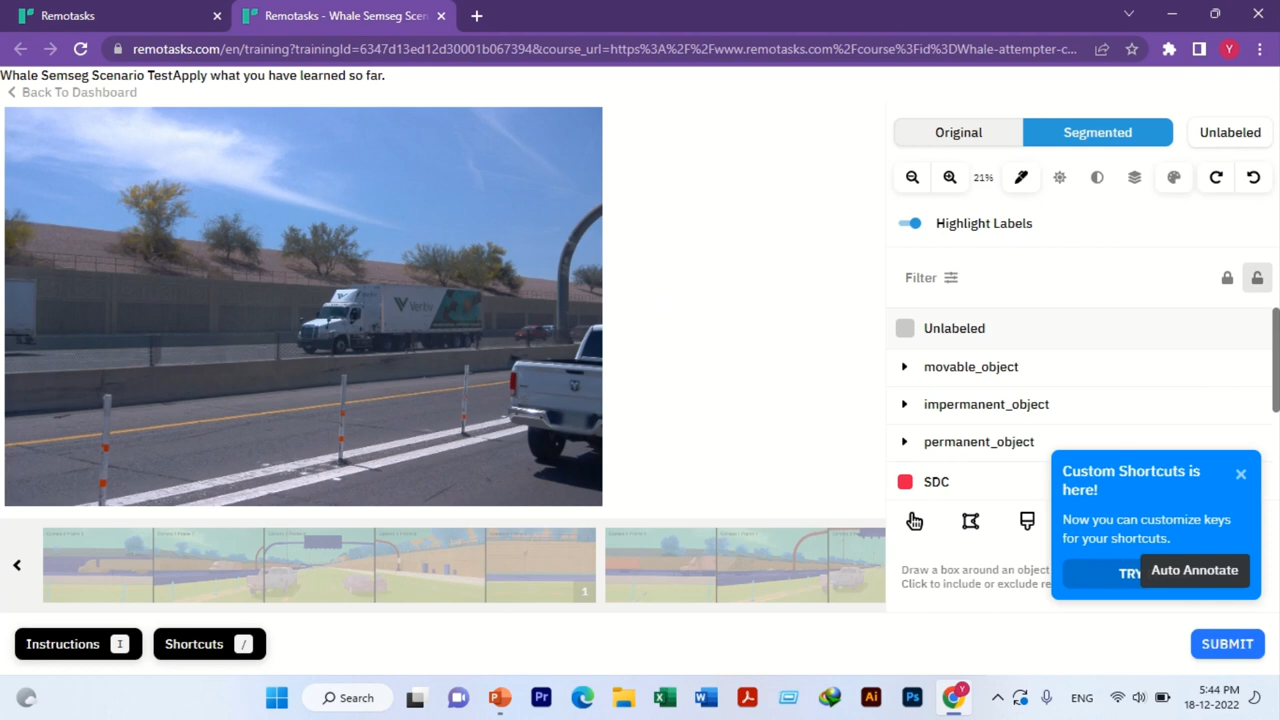 Remotasks
Remotasks - Whale Semseg Scen
remotasks.com/en/training?trainingId=6347d13ed12d30001b067394&course_url=https%3A%2F%2Fwww.remotasks.com%2Fcourse%3Fid%3DWhale-attempter-c...
Y
Whale Semseg Scenario TestApply what you have learned so far.
Back To Dashboard
Original
Segmented
Unlabeled
21%
Highlight Labels
Filter
Unlabeled
movable_object
impermanent_object
permanent_object
SDC
Custom Shortcuts is
here!
Now you can customize keys
for your shortcuts.
TRY
Auto Annotate
Draw a box around an object
Click to include or exclude re
1
Instructions I
Shortcuts /
SUBMIT
Search
ENG
5:44 PM
18-12-2022